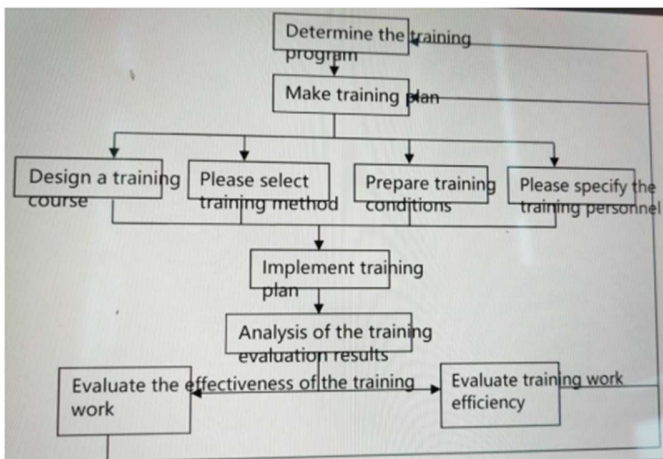 Determine the training
program
Make training plan
Design a training
course
Please select
training method
Prepare training
conditions
Please specify the
training personnel
Implement training
plan
Analysis of the training
evaluation results
Evaluate the effectiveness of the training
work
Evaluate training work
efficiency